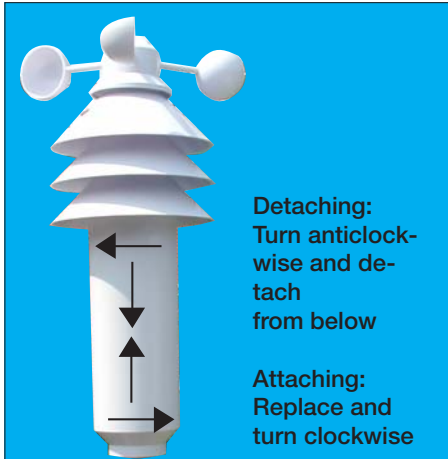 Detaching:
Turn anticlock-
wise and de-
tach
from below
Attaching:
Replace and
turn clockwise